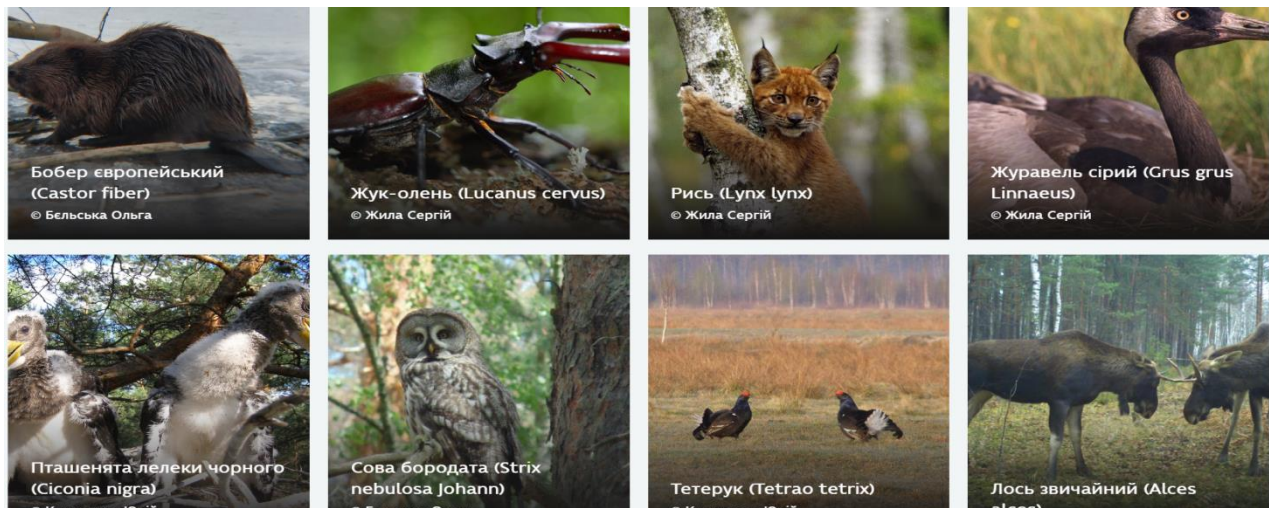 Бобер європейський
(Castor fiber)
© Бєльська Ольга
Жук-олень (Lucanus cervus)
© Жила Сергій
Рись (Lynx lynx)
© Жила Сергій
Журавель сірий (Grus grus
Linnaeus)
© Жила Сергій
Пташенята лелеки чорного
(Ciconia nigra)
Сова бородата (Strix
nebulosa Johann)
Тетерук (Tetrao tetrix)
Лось звичайний (Alces
alces)